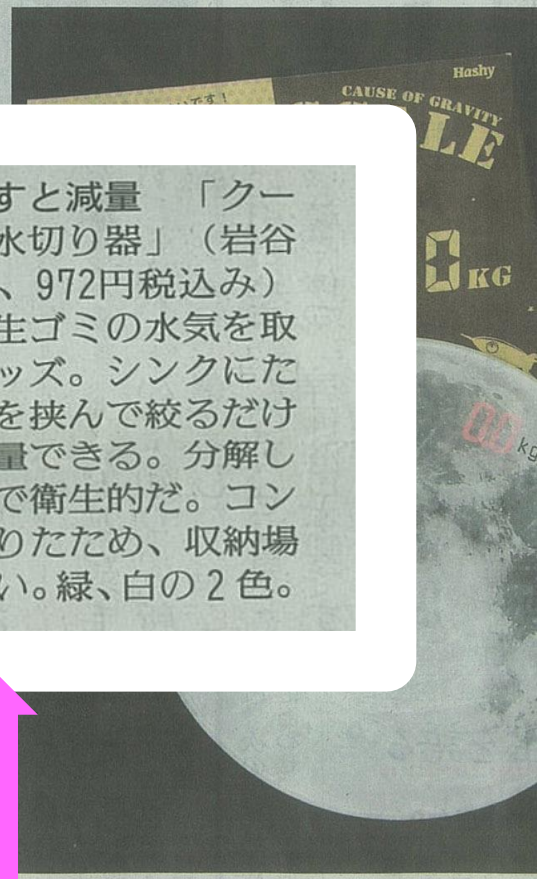 Hashy
CAUSE OF GRAVITY
LE
0KG
00kg
すと減量 「クー
水切り器」(岩谷
、972円税込み)
生ゴミの水気を取
ッズ。シンクにた
を挟んで絞るだけ
量できる。分解し
で衛生的だ。コン
りたため、収納場
い。緑、白の2色。